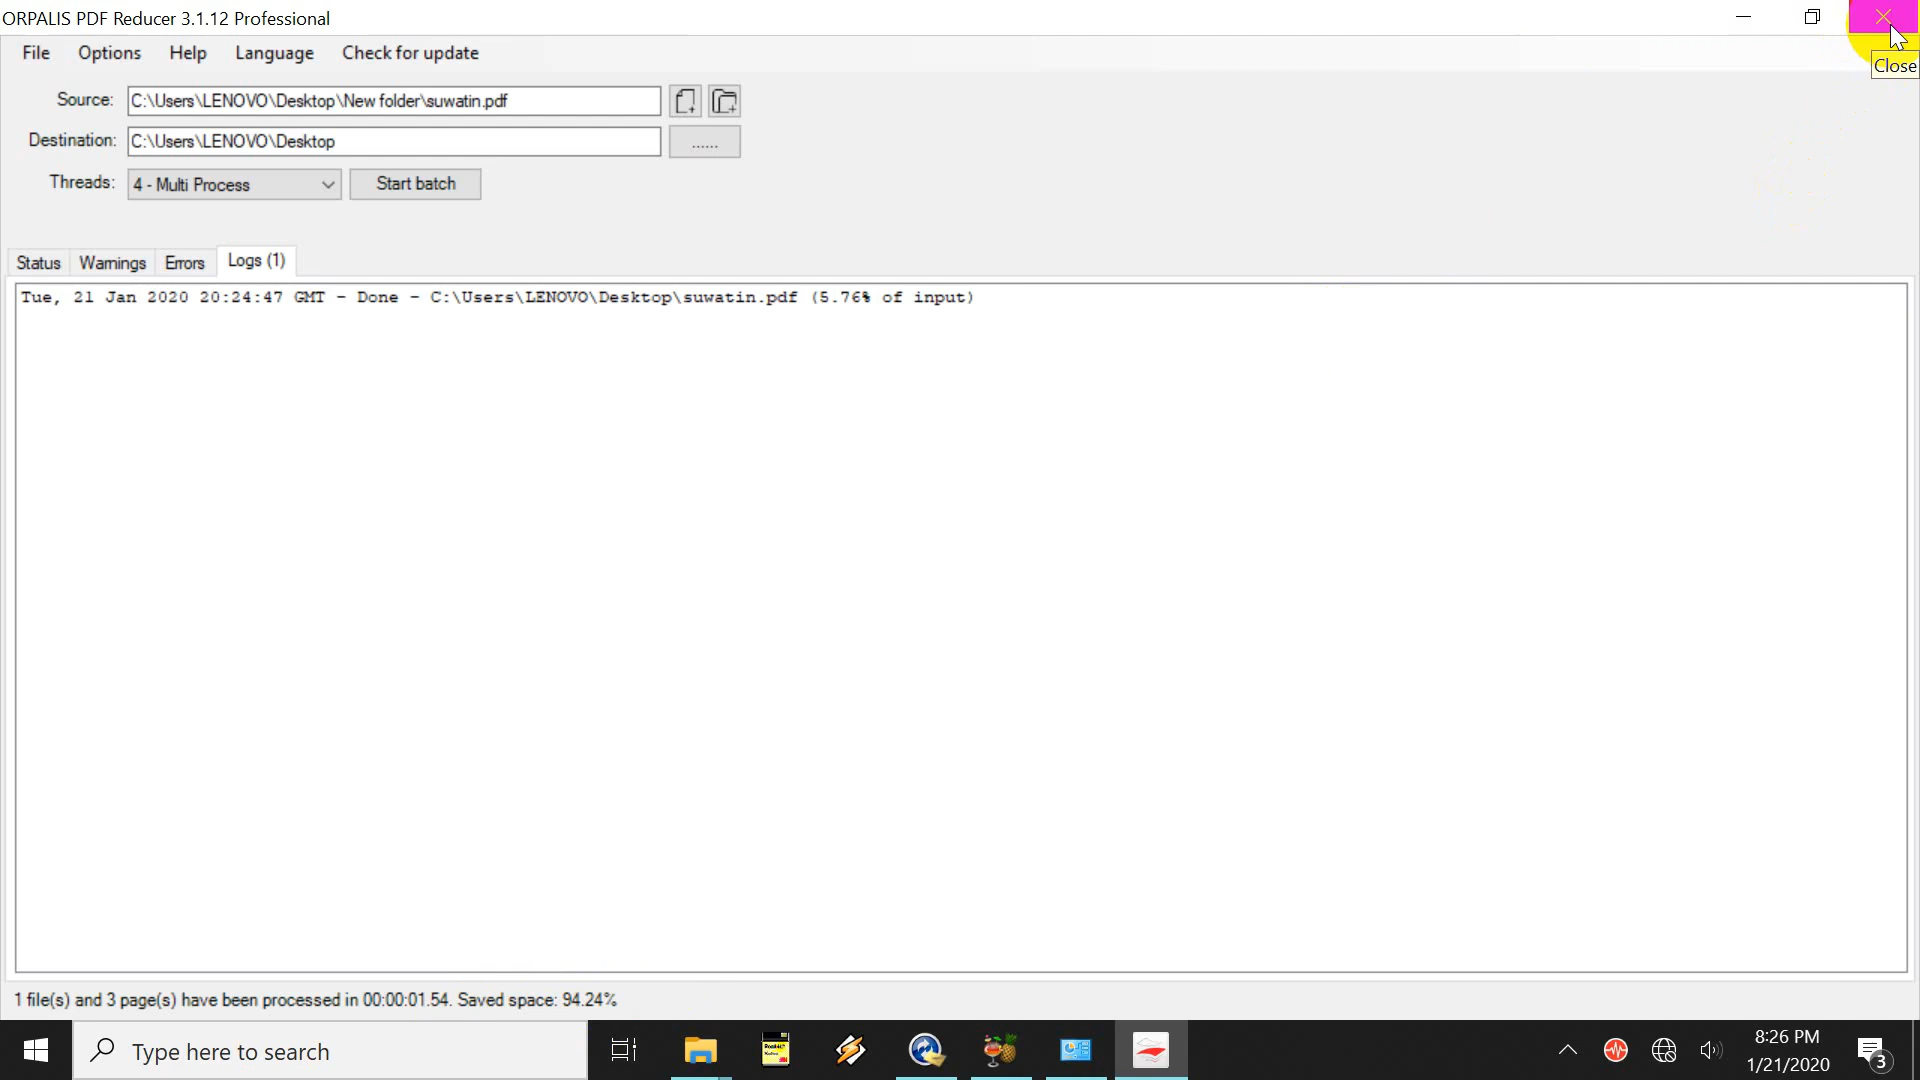 ORPALIS PDF Reducer 3.1.12 Professional
File Options Help Language Check for update
Close
Source: C:\Users\LENOVO\Desktop\New folder\suwatin.pdf
Destination: C:\Users\LENOVO\Desktop ......
Threads: 4 - Multi Process Start batch
Status Warnings Errors Logs (1)
Tue, 21 Jan 2020 20:24:47 GMT - Done - C:\Users\LENOVO\Desktop\suwatin.pdf (5.76% of input)
1 file(s) and 3 page(s) have been processed in 00:00:01.54. Saved space: 94.24%
Type here to search
8:26 PM
1/21/2020
3